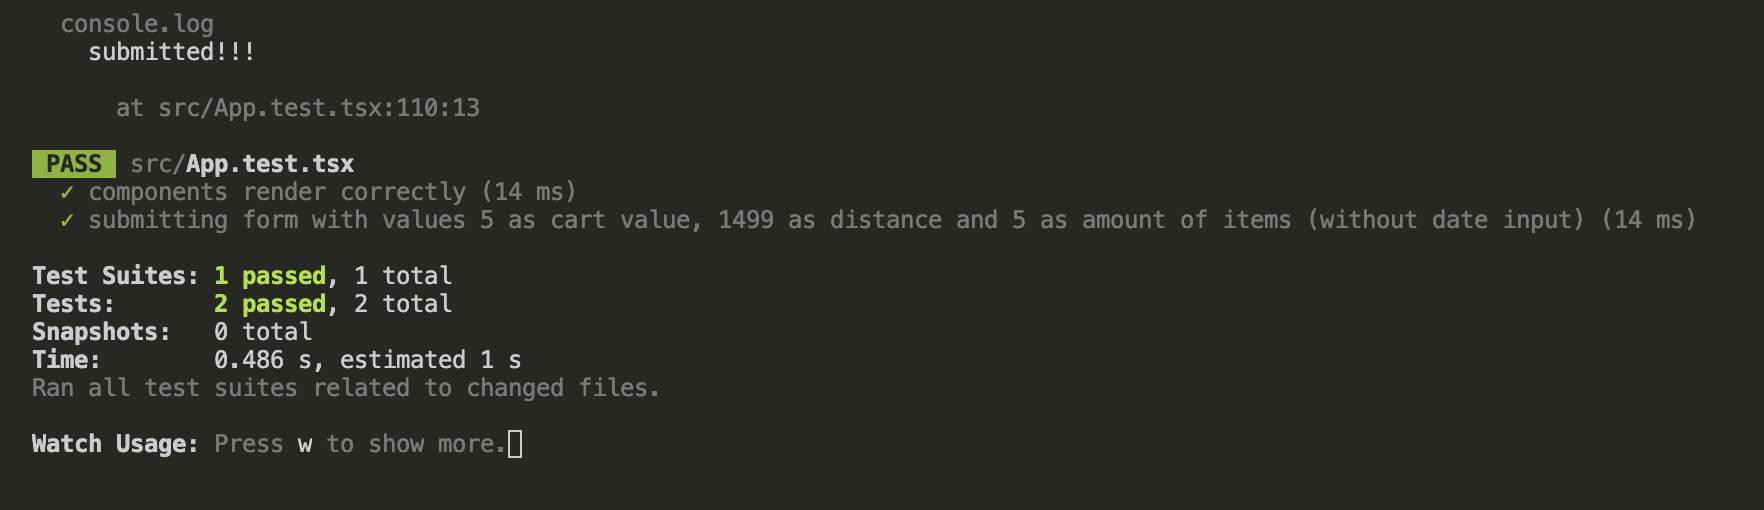 console.log
submitted!!!
at src/App.test.tsx:110:13
PASS src/App.test.tsx
✓ components render correctly (14 ms)
✓ submitting form with values 5 as cart value, 1499 as distance and 5 as amount of items (without date input) (14 ms)
Test Suites: 1 passed, 1 total
Tests: 2 passed, 2 total
Snapshots: 0 total
Time: 0.486 s, estimated 1 s
Ran all test suites related to changed files.
Watch Usage: Press w to show more.